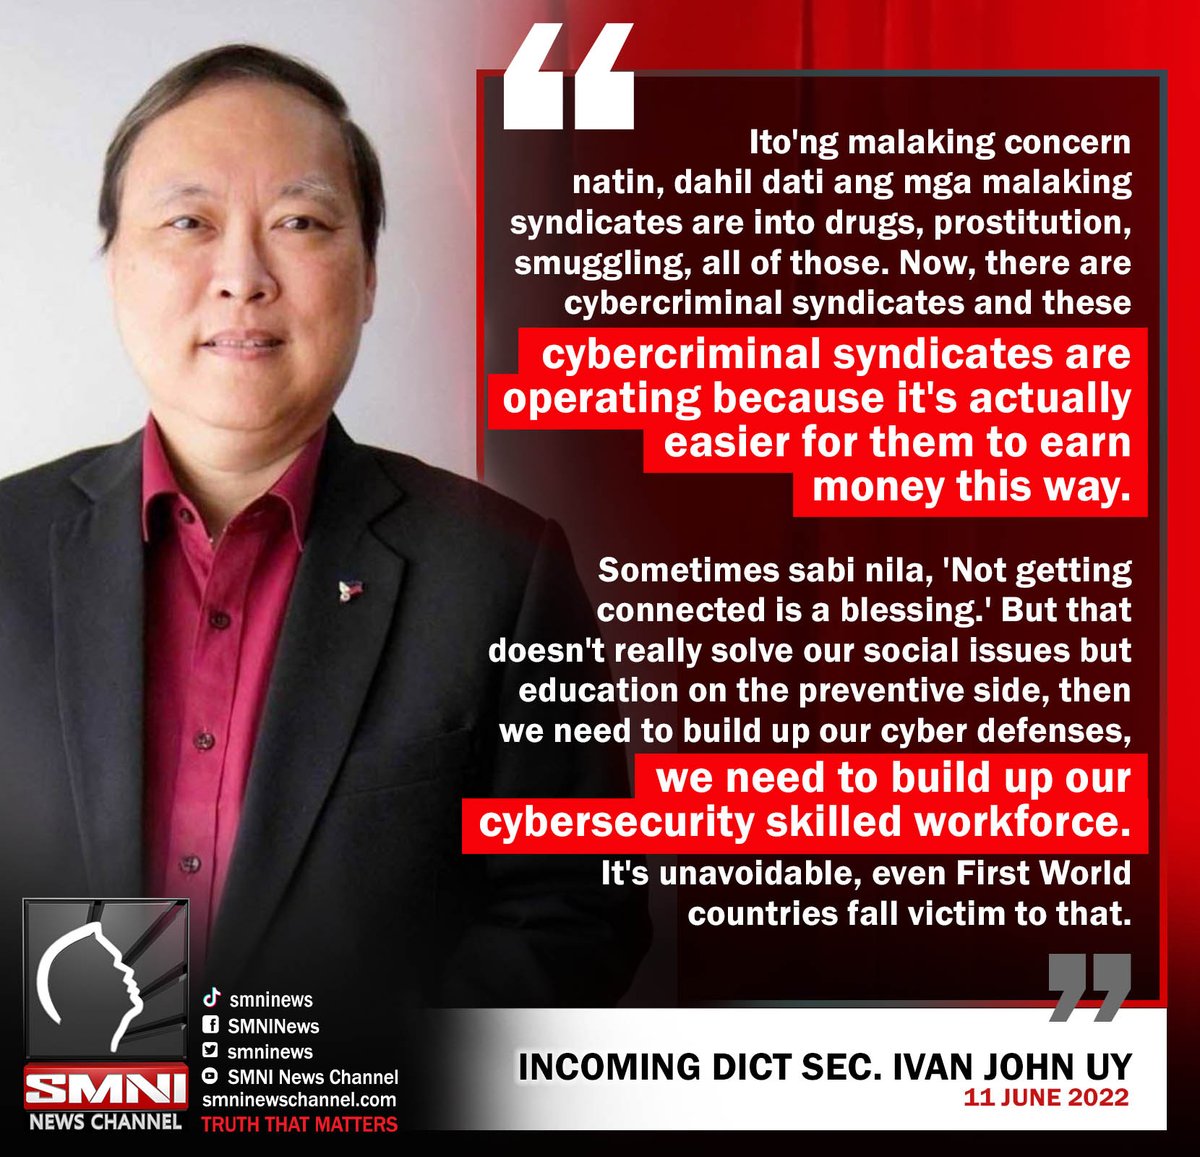 Ito'ng malaking concern
natin, dahil dati ang mga malaking
syndicates are into drugs, prostitution,
smuggling, all of those. Now, there are
cybercriminal syndicates and these
cybercriminal syndicates are
operating because it's actually
easier for them to earn
money this way.
Sometimes sabi nila, 'Not getting
connected is a blessing.' But that
doesn't really solve our social issues but
education on the preventive side, then
we need to build up our cyber defenses,
we need to build up our
cybersecurity skilled workforce.
It's unavoidable, even First World
countries fall victim to that.
INCOMING DICT SEC. IVAN JOHN UY
11 JUNE 2022
SMNI
NEWS CHANNEL
smninews
SMNINews
smninews
SMNI News Channel
smninewschannel.com
TRUTH THAT MATTERS